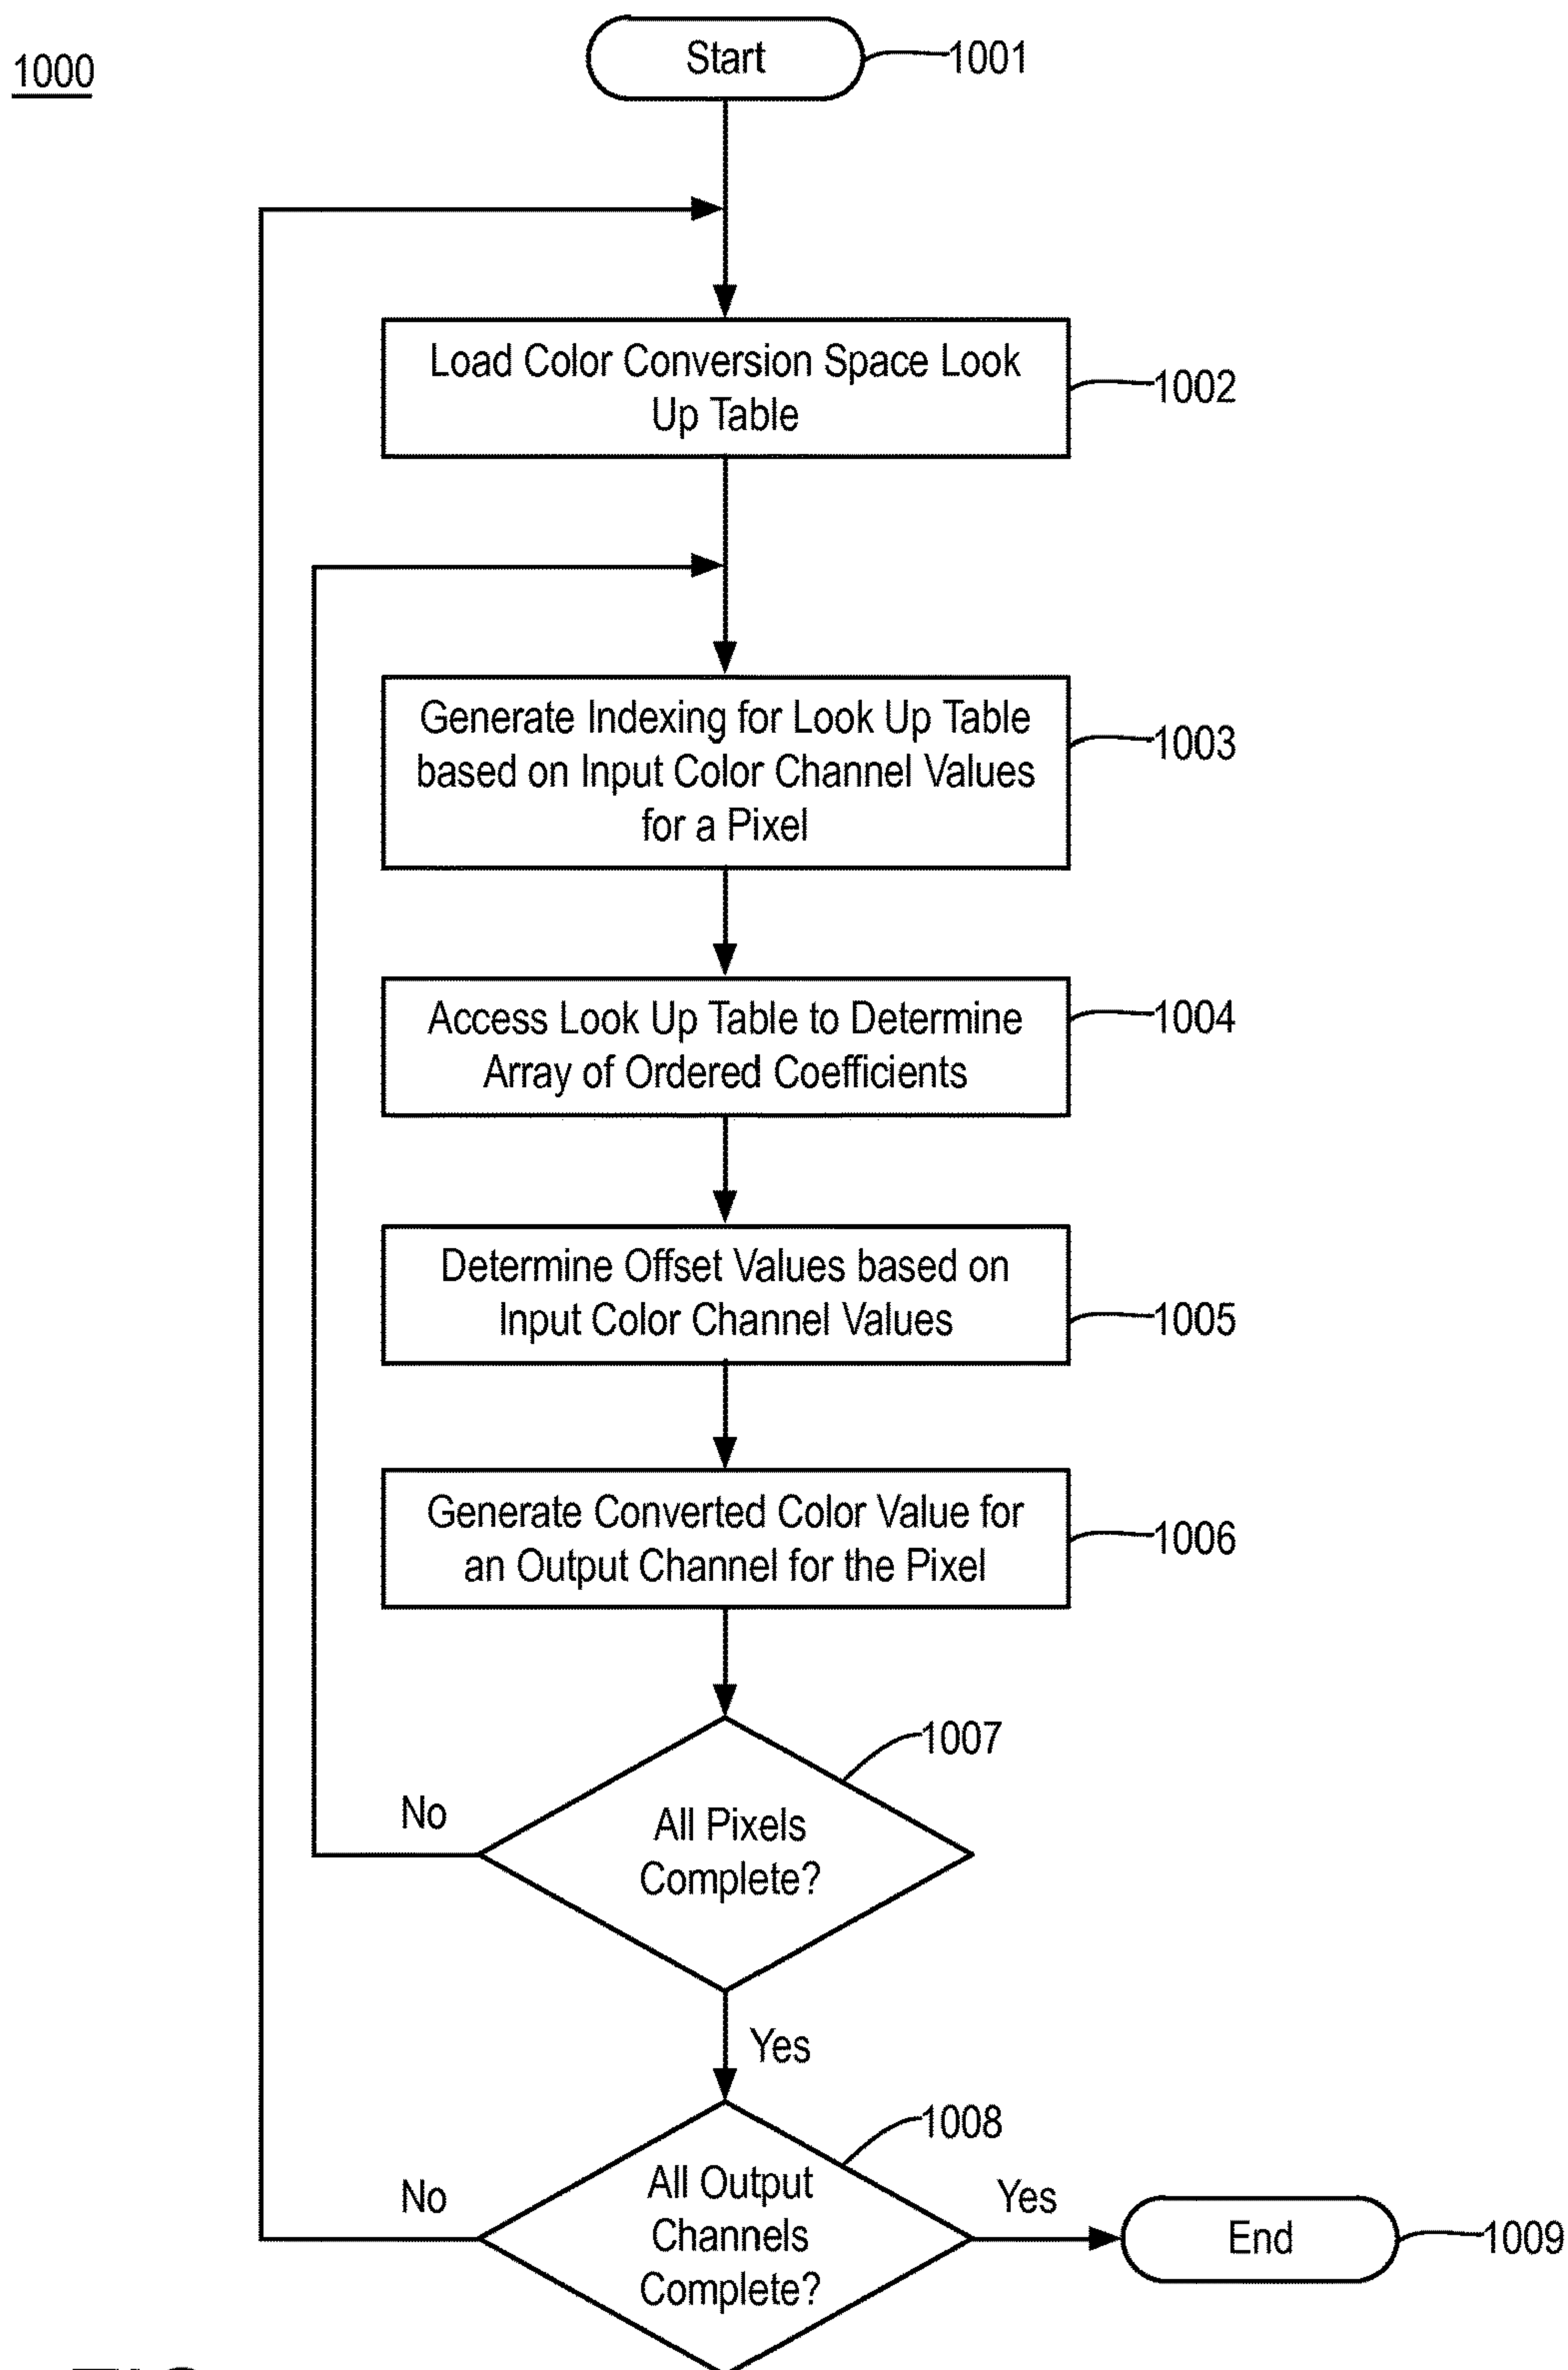 1000
Start
1001
Load Color Conversion Space Look
Up Table
1002
Generate Indexing for Look Up Table
based on Input Color Channel Values
for a Pixel
1003
Access Look Up Table to Determine
Array of Ordered Coefficients
1004
Determine Offset Values based on
Input Color Channel Values
1005
Generate Converted Color Value for
an Output Channel for the Pixel
1006
1007
No
All Pixels
Complete?
Yes
1008
No
All Output
Channels
Complete?
Yes
End
1009